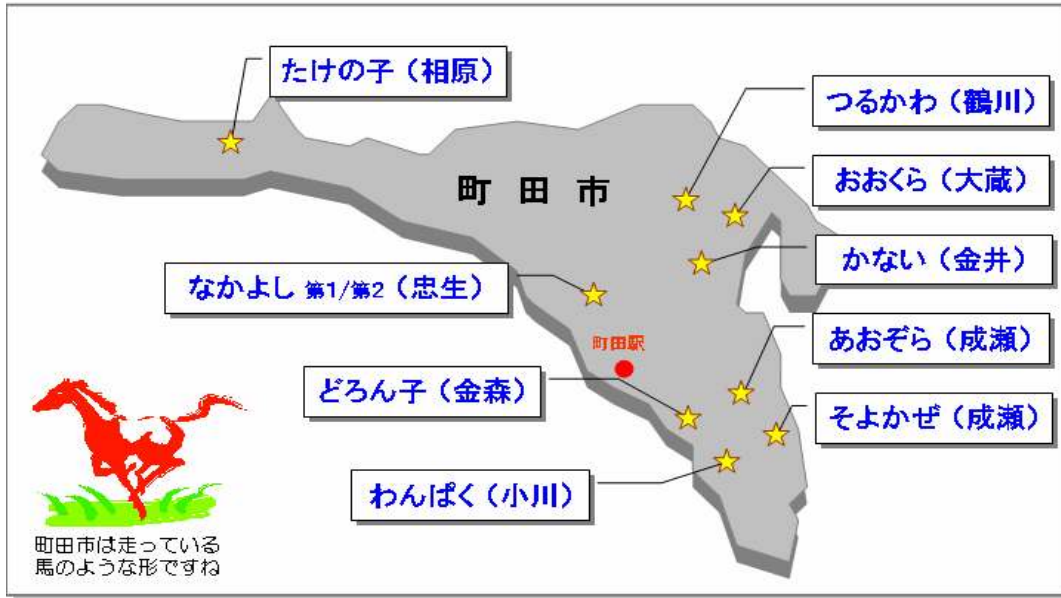 たけの子（相原）
つるかわ（鶴川）
おおくら（大蔵）
町田市
かない（金井）
なかよし 第1/第2（忠生）
あおぞら（成瀬）
町田駅
どろん子（金森）
そよかぜ（成瀬）
わんぱく（小川）
町田市は走っている
馬のような形ですね